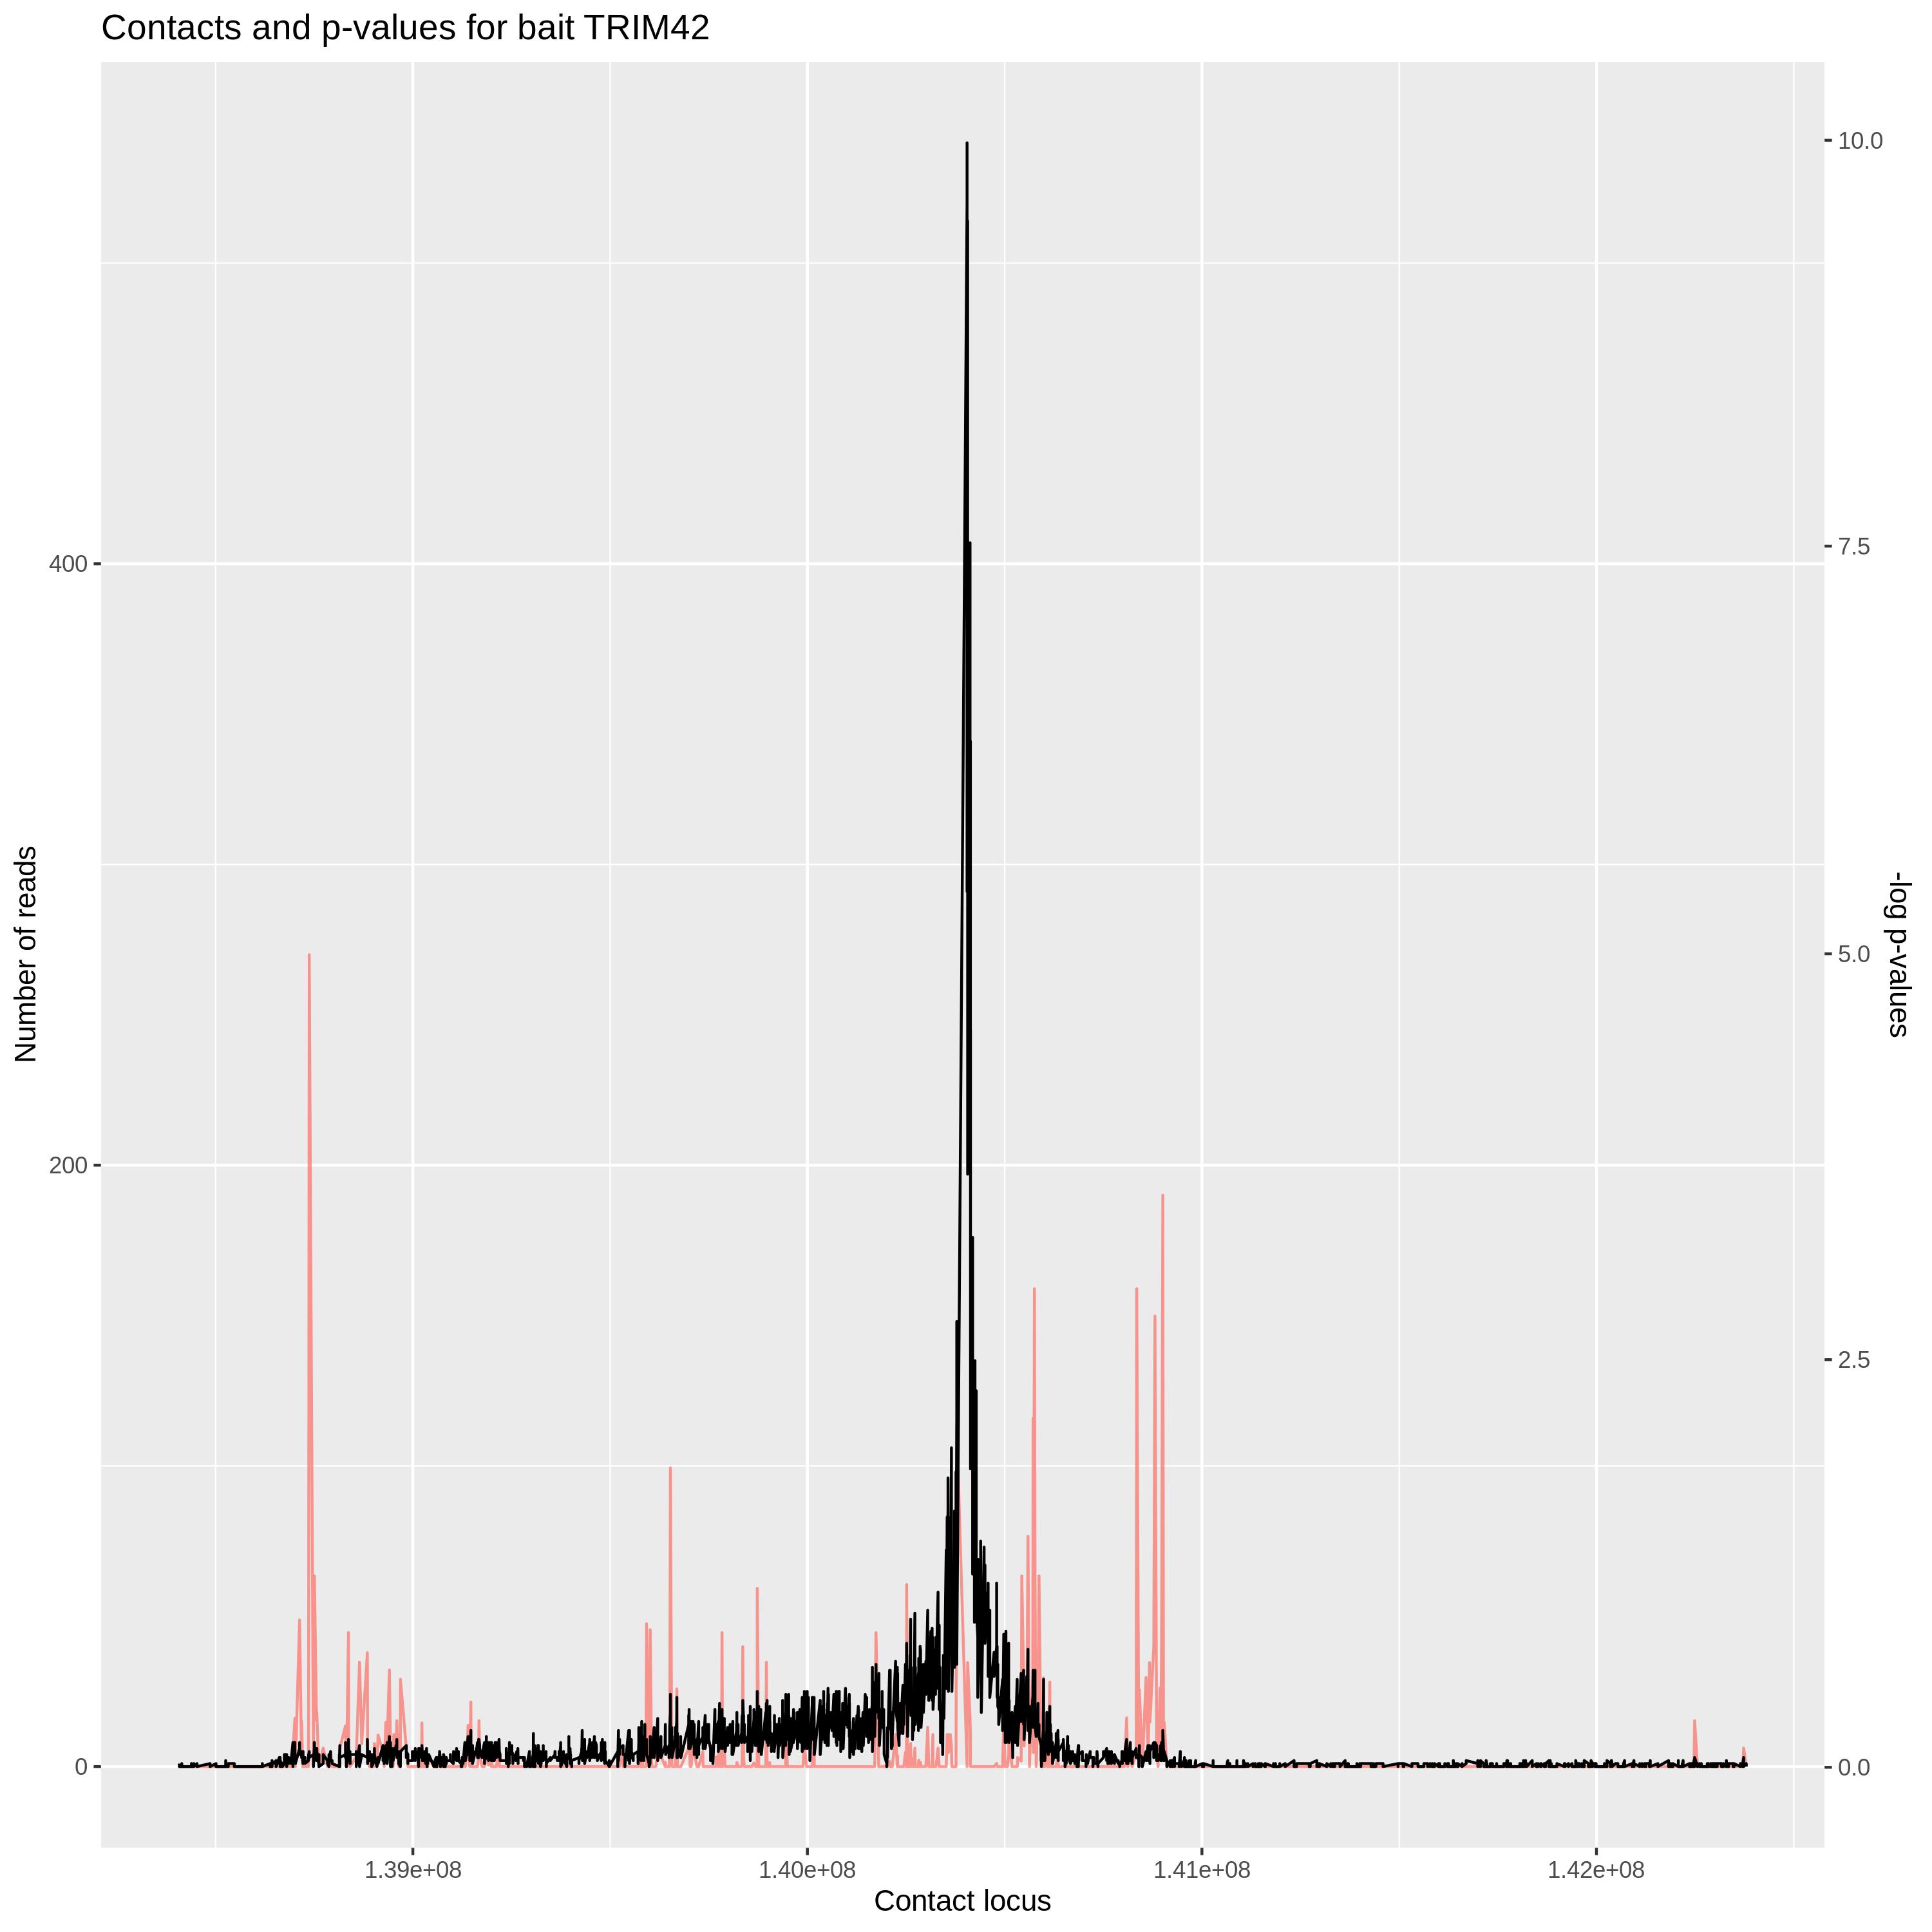 Contacts and p-values for bait TRIM42
Number of reads
400
200
0
10.0
7.5
5.0
2.5
0.0
-log p-values
1.39e+08
1.40e+08
1.41e+08
1.42e+08
Contact locus